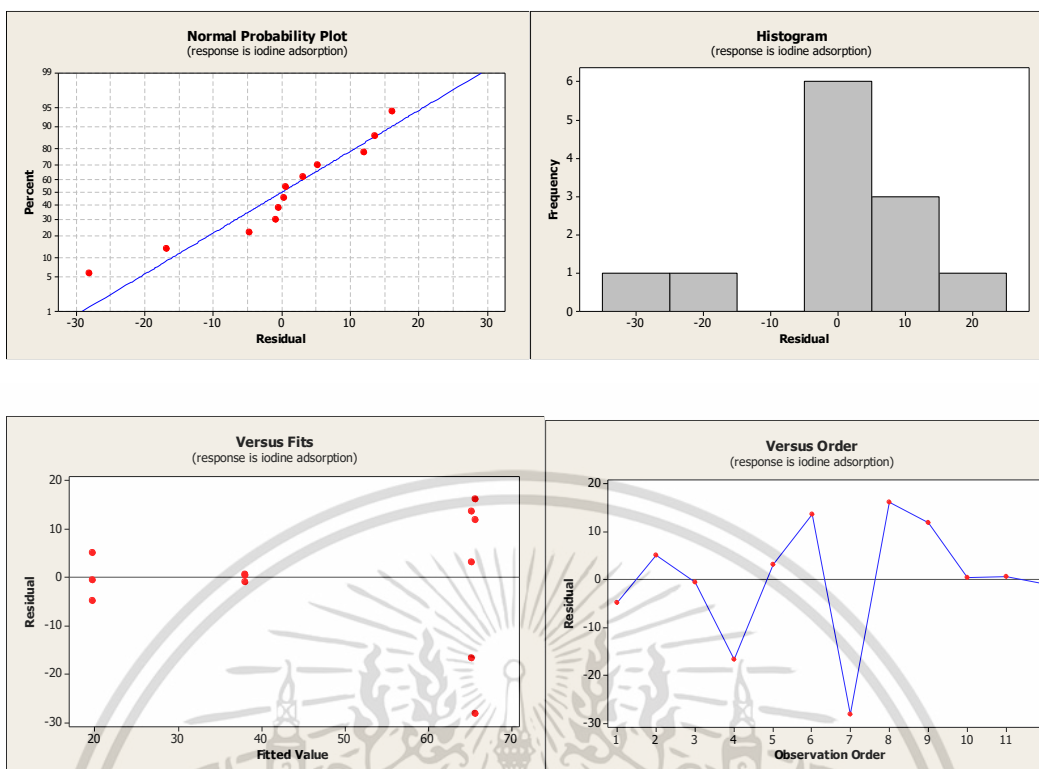 Normal Probability Plot
(response is iodine adsorption)
99
95
90
80
70
60
50
40
30
20
10
5
1
Percent
-30 -20 -10 0 10 20 30
Residual
Histogram
(response is iodine adsorption)
6
5
4
3
2
1
0
Frequency
-30 -20 -10 0 10 20
Residual
Versus Fits
(response is iodine adsorption)
20
10
0
-10
-20
-30
Residual
20 30 40 50 60 70
Fitted Value
Versus Order
(response is iodine adsorption)
20
10
0
-10
-20
-30
Residual
1 2 3 4 5 6 7 8 9 10 11
Observation Order